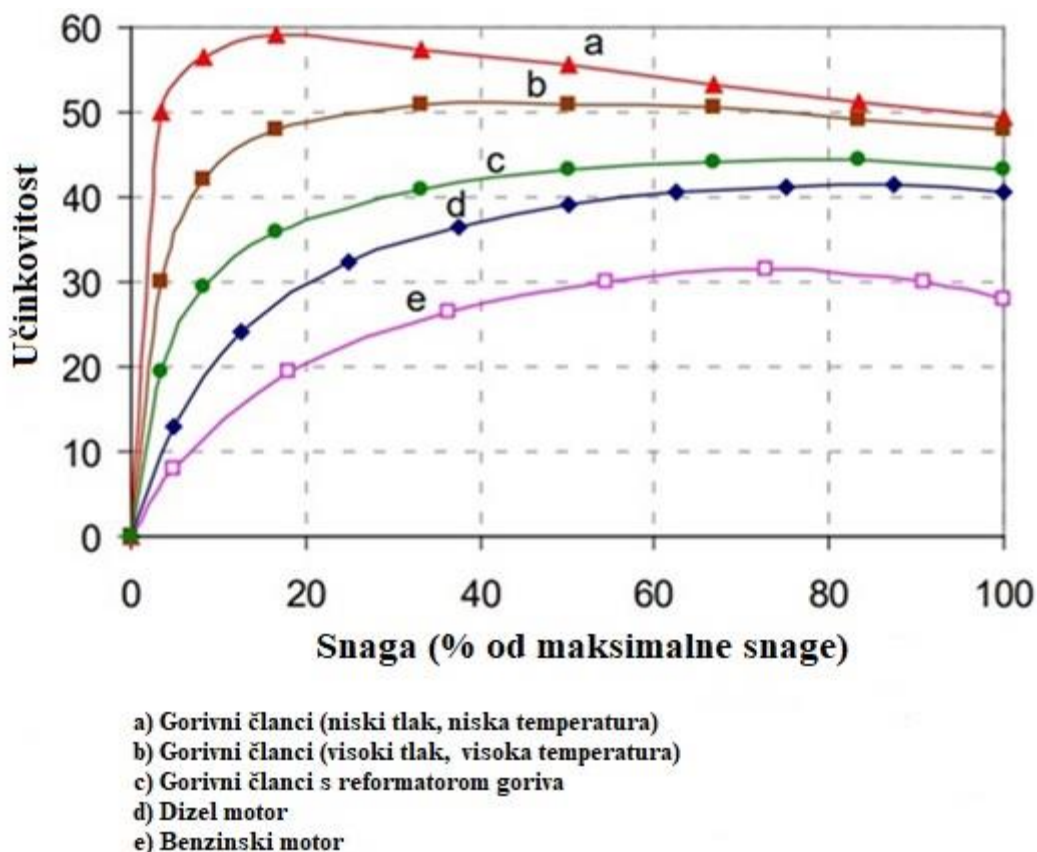 60
50
40
30
20
10
0
Učinkovitost
a
b
c
d
e
0 20 40 60 80 100
Snaga (% od maksimalne snage)
a) Gorivni članci (niski tlak, niska temperatura)
b) Gorivni članci (visoki tlak, visoka temperatura)
c) Gorivni članci s reformatorom goriva
d) Dizel motor
e) Benzinski motor